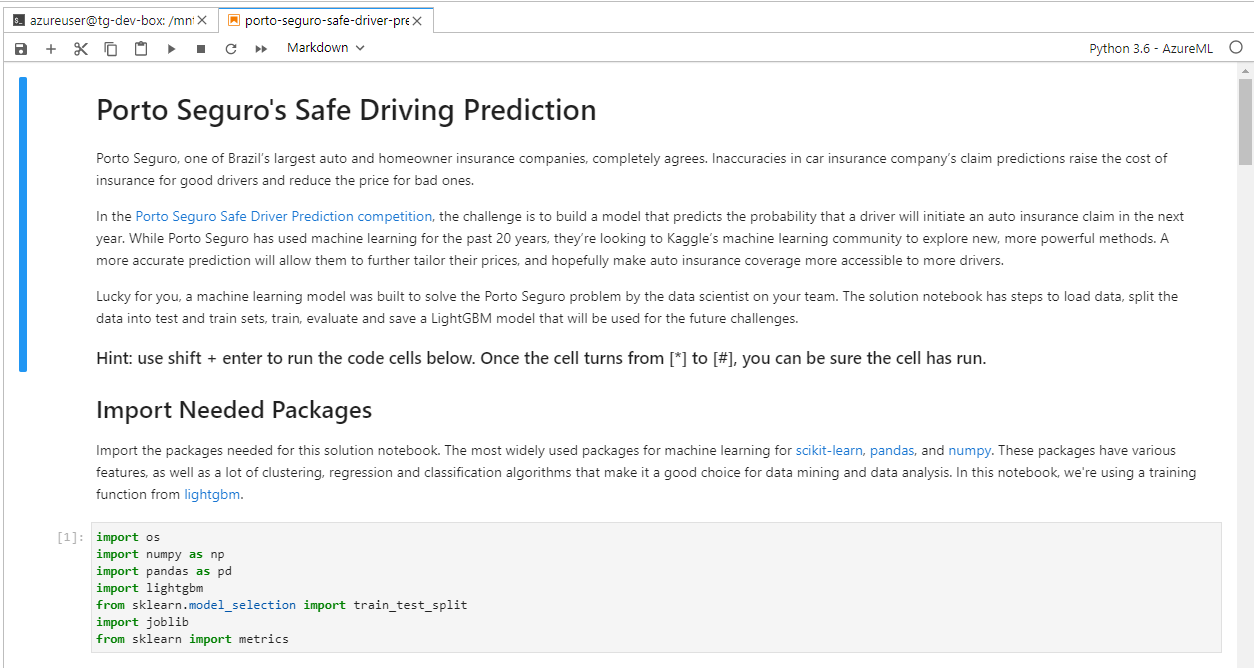 azureuser@tg-dev-box: /mnt
porto-seguro-safe-driver-pre
Markdown
Python 3.6 - AzureML
Porto Seguro's Safe Driving Prediction
Porto Seguro, one of Brazil’s largest auto and homeowner insurance companies, completely agrees. Inaccuracies in car insurance company’s claim predictions raise the cost of
insurance for good drivers and reduce the price for bad ones.
In the Porto Seguro Safe Driver Prediction competition, the challenge is to build a model that predicts the probability that a driver will initiate an auto insurance claim in the next
year. While Porto Seguro has used machine learning for the past 20 years, they’re looking to Kaggle’s machine learning community to explore new, more powerful methods. A
more accurate prediction will allow them to further tailor their prices, and hopefully make auto insurance coverage more accessible to more drivers.
Lucky for you, a machine learning model was built to solve the Porto Seguro problem by the data scientist on your team. The solution notebook has steps to load data, split the
data into test and train sets, train, evaluate and save a LightGBM model that will be used for the future challenges.
Hint: use shift + enter to run the code cells below. Once the cell turns from [*] to [#], you can be sure the cell has run.
Import Needed Packages
Import the packages needed for this solution notebook. The most widely used packages for machine learning for scikit-learn, pandas, and numpy. These packages have various
features, as well as a lot of clustering, regression and classification algorithms that make it a good choice for data mining and data analysis. In this notebook, we're using a training
function from lightgbm.
[1]:
import os
import numpy as np
import pandas as pd
import lightgbm
from sklearn.model_selection import train_test_split
import joblib
from sklearn import metrics